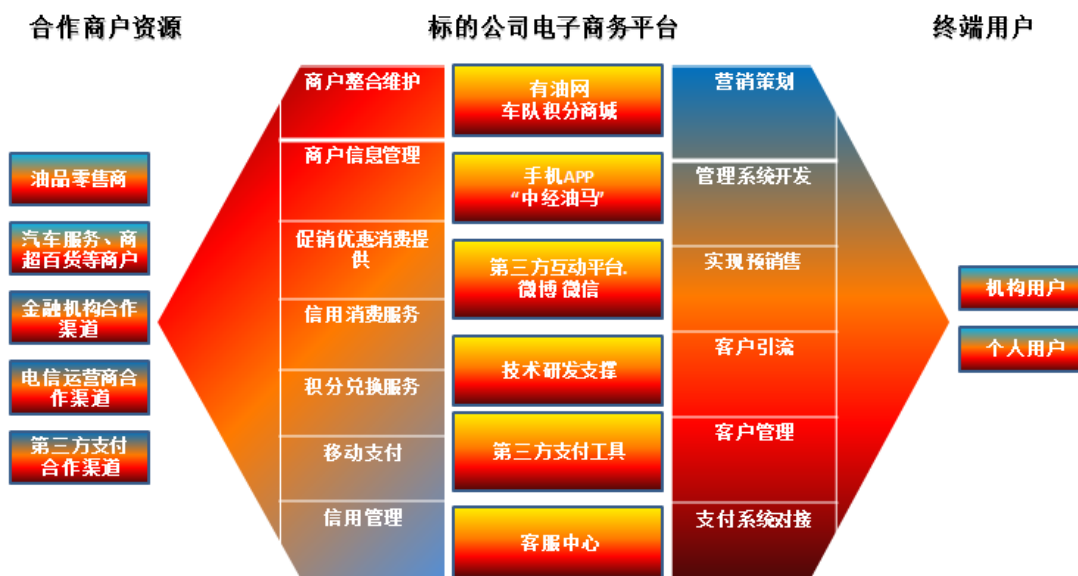 合作商户资源
标的公司电子商务平台
终端用户
油品零售商
汽车服务、商
超百货等商户
金融机构合作
渠道
电信运营商合
作渠道
第三方支付
合作渠道
商户整合维护
商户信息管理
促销优惠消费提
供
信用消费服务
积分兑换服务
移动支付
信用管理
有油网
车队积分商城
手机APP
“中经油马”
第三方互动平台.
微博 微信
技术研发支撑
第三方支付工具
客服中心
营销策划
管理系统开发
实现预销售
客户引流
客户管理
支付系统对接
机构用户
个人用户